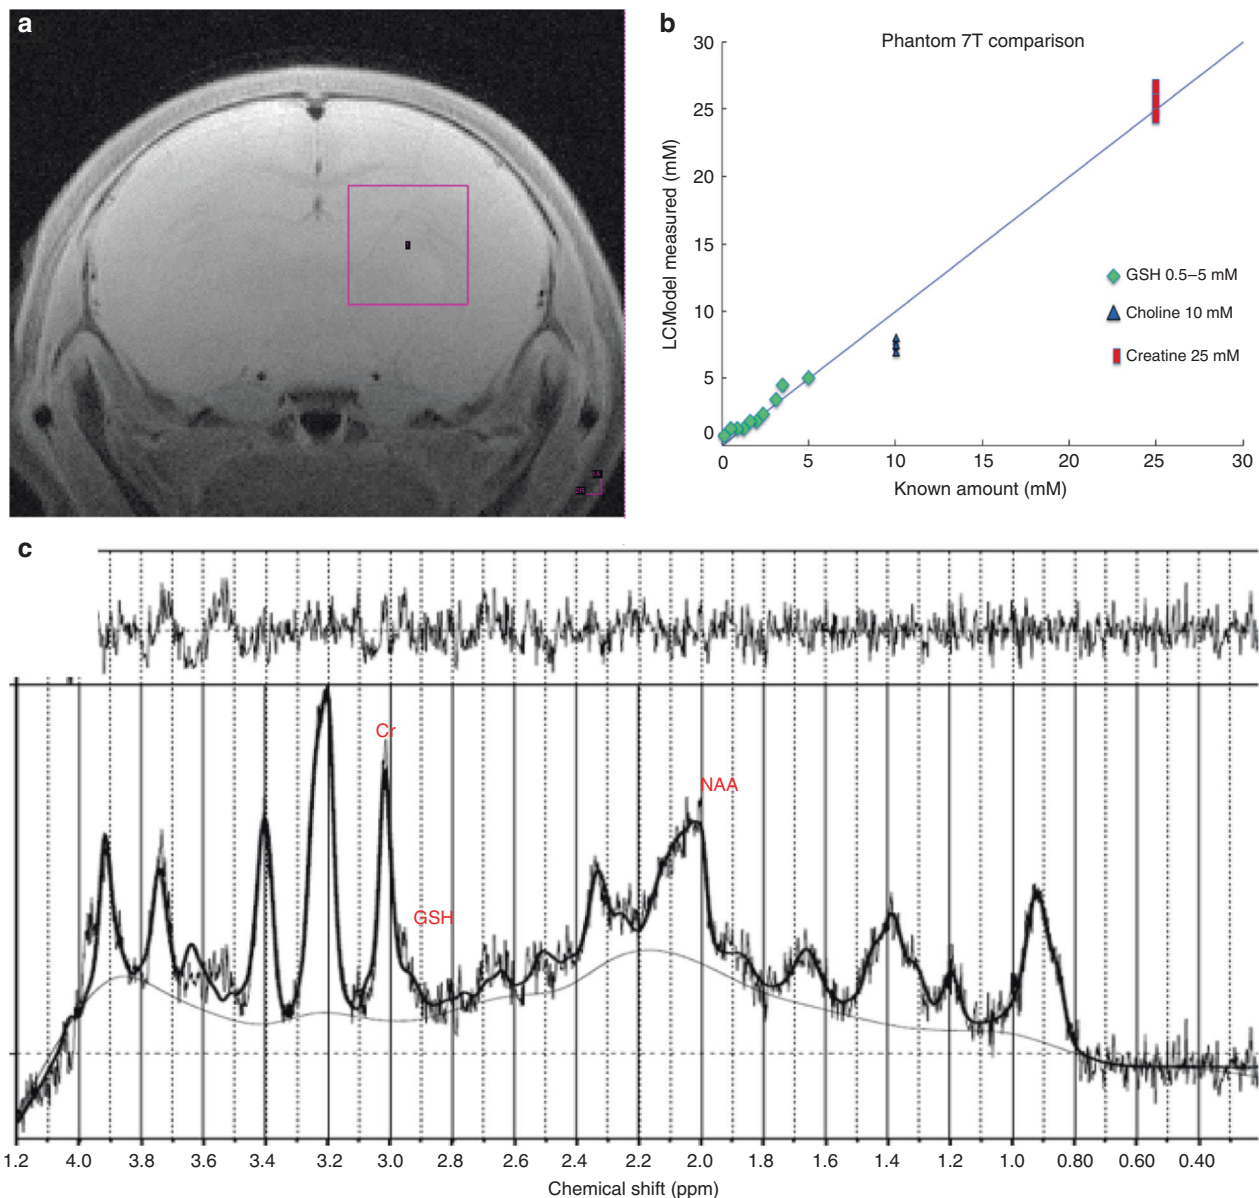 a
b
Phantom 7T comparison
LCModel measured (mM)
30
25
20
15
10
5
0
0 5 10 15 20 25 30
Known amount (mM)
GSH 0.5–5 mM
Choline 10 mM
Creatine 25 mM
c
Cr
NAA
GSH
1.2 4.0 3.8 3.6 3.4 3.2 3.0 2.8 2.6 2.4 2.2 2.0 1.8 1.6 1.4 1.2 1.0 0.80 0.60 0.40
Chemical shift (ppm)